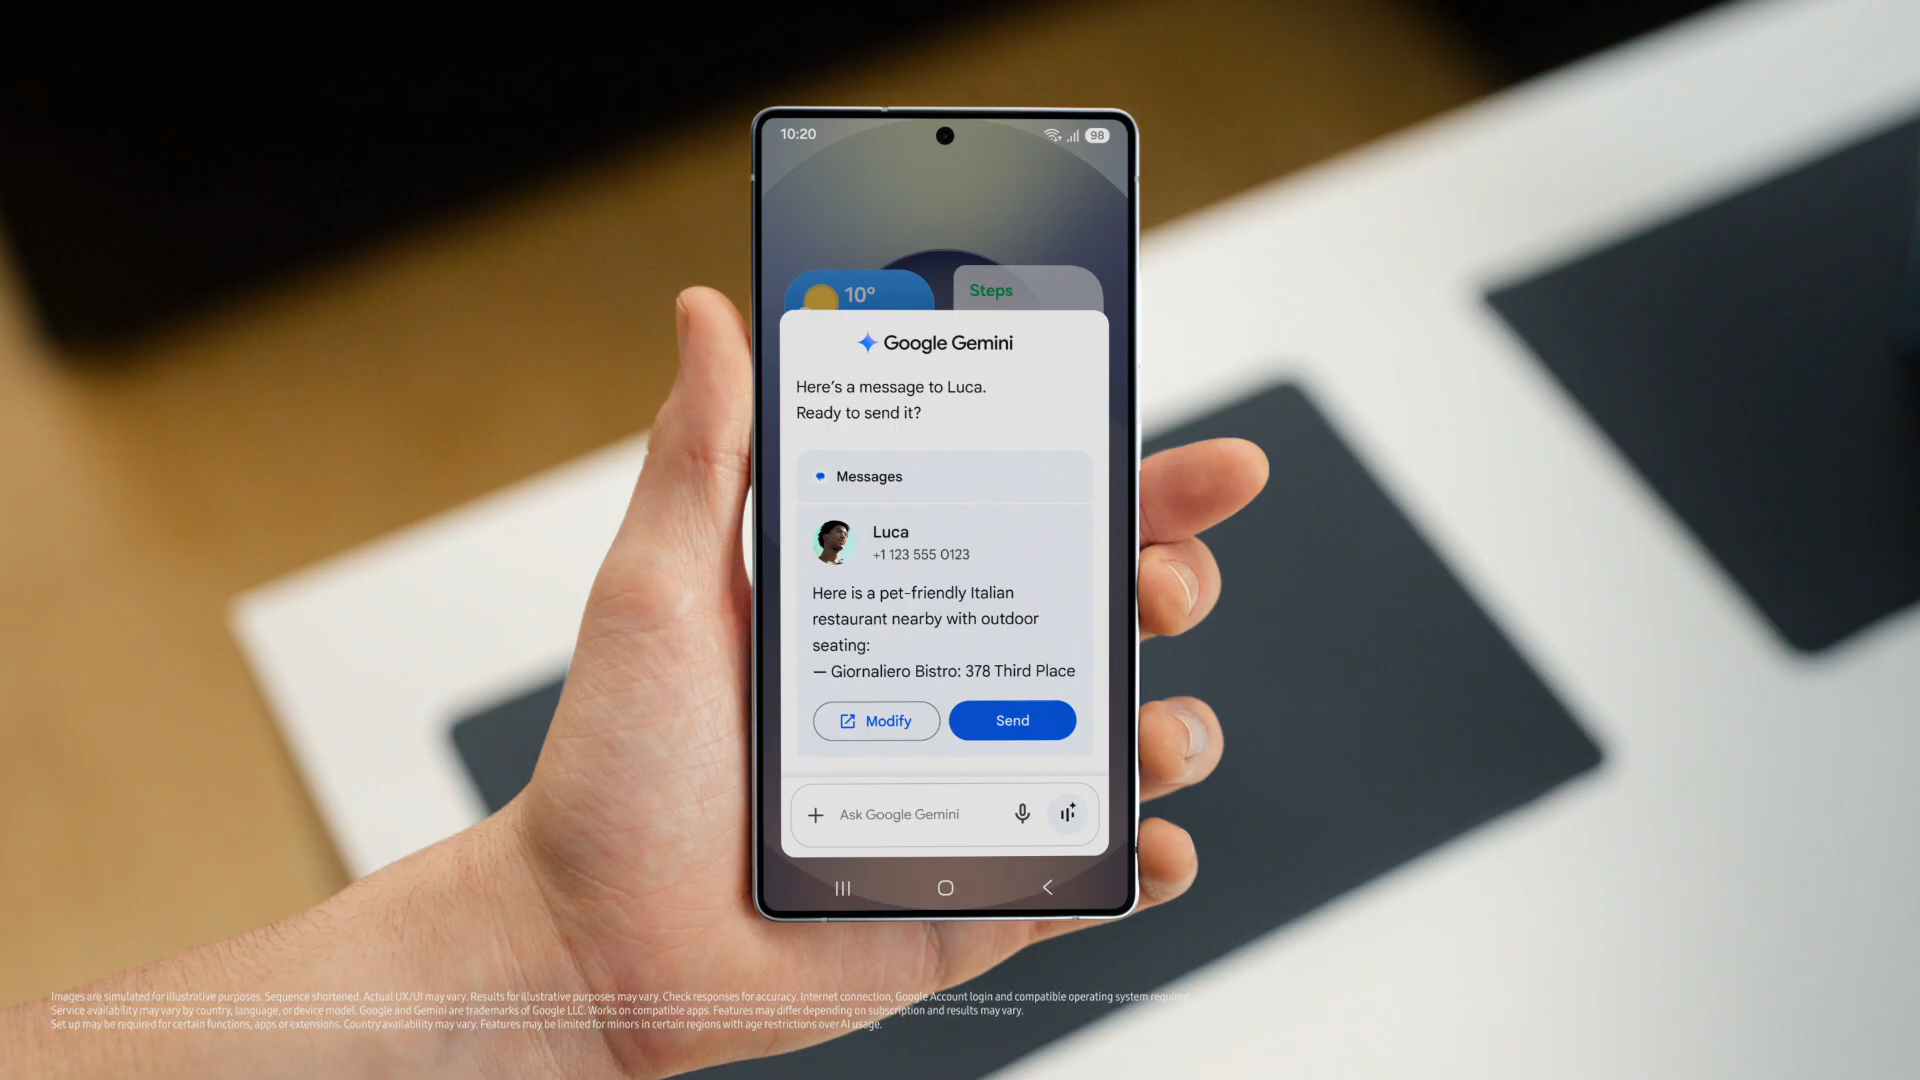 10:20
98
10°
Steps
Google Gemini
Here's a message to Luca.
Ready to send it?
Messages
Luca
+1 123 555 0123
Here is a pet-friendly Italian
restaurant nearby with outdoor
seating:
— Giornaliero Bistro: 378 Third Place
Modify
Send
Ask Google Gemini
Images are simulated for illustrative purposes. Sequence shortened. Actual UX/UI may vary. Results for illustrative purposes may vary. Check responses for accuracy. Internet connection, Google Account login and compatible operating system required.
Service availability may vary by country, language, or device model. Google and Gemini are trademarks of Google LLC. Works on compatible apps. Features may differ depending on subscription and results may vary.
Set up may be required for certain functions, apps or extensions. Country availability may vary. Features may be limited for minors in certain regions with age restrictions over AI usage.